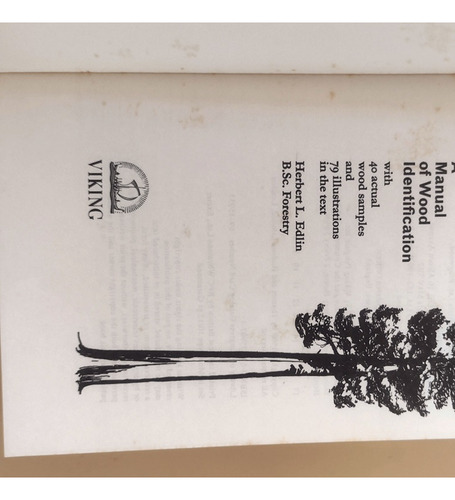 A
Manual
of Wood
Identification
with
40 actual
wood samples
and
79 illustrations
in the text
Herbert L. Edlin
B.Sc. Forestry
VIKING